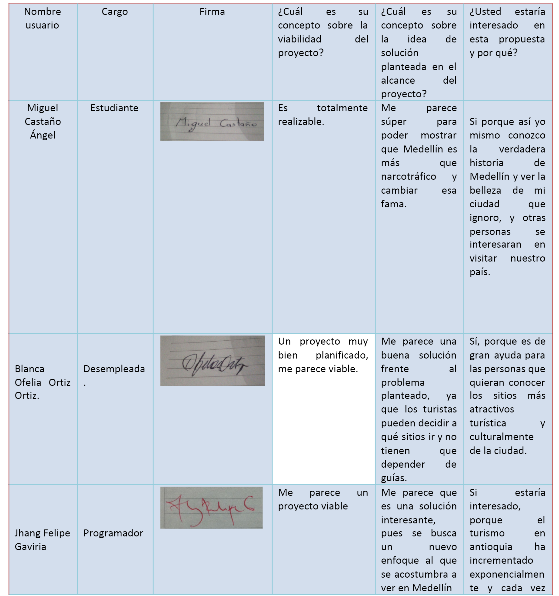 Nombre usuario
Cargo
Firma
¿Cuál es su concepto sobre la viabilidad del proyecto?
¿Cuál es su concepto sobre la idea de solución planteada en el alcance del proyecto?
¿Usted estaría interesado en esta propuesta y por qué?
Miguel Castaño Ángel
Estudiante
Miguel Castaño
Es totalmente realizable.
Me parece súper para poder mostrar que Medellín es más que narcotráfico y cambiar esa fama.
Si porque así yo mismo conozco la verdadera historia de Medellín y ver la belleza de mi ciudad que ignoro, y otras personas se interesaran en visitar nuestro país.
Blanca Ofelia Ortiz Ortiz.
Desempleada.
Un proyecto muy bien planificado, me parece viable.
Me parece una buena solución frente al problema planteado, ya que los turistas pueden decidir a qué sitios ir y no tienen que depender de guías.
Sí, porque es de gran ayuda para las personas que quieran conocer los sitios más atractivos turística y culturalmente de la ciudad.
Jhang Felipe Gaviria
Programador
Me parece un proyecto viable
Me parece que es una solución interesante, pues se busca un nuevo enfoque al que se acostumbra a ver en Medellín
Si estaría interesado, porque el turismo en antioquia ha incrementado exponencialmente y cada vez